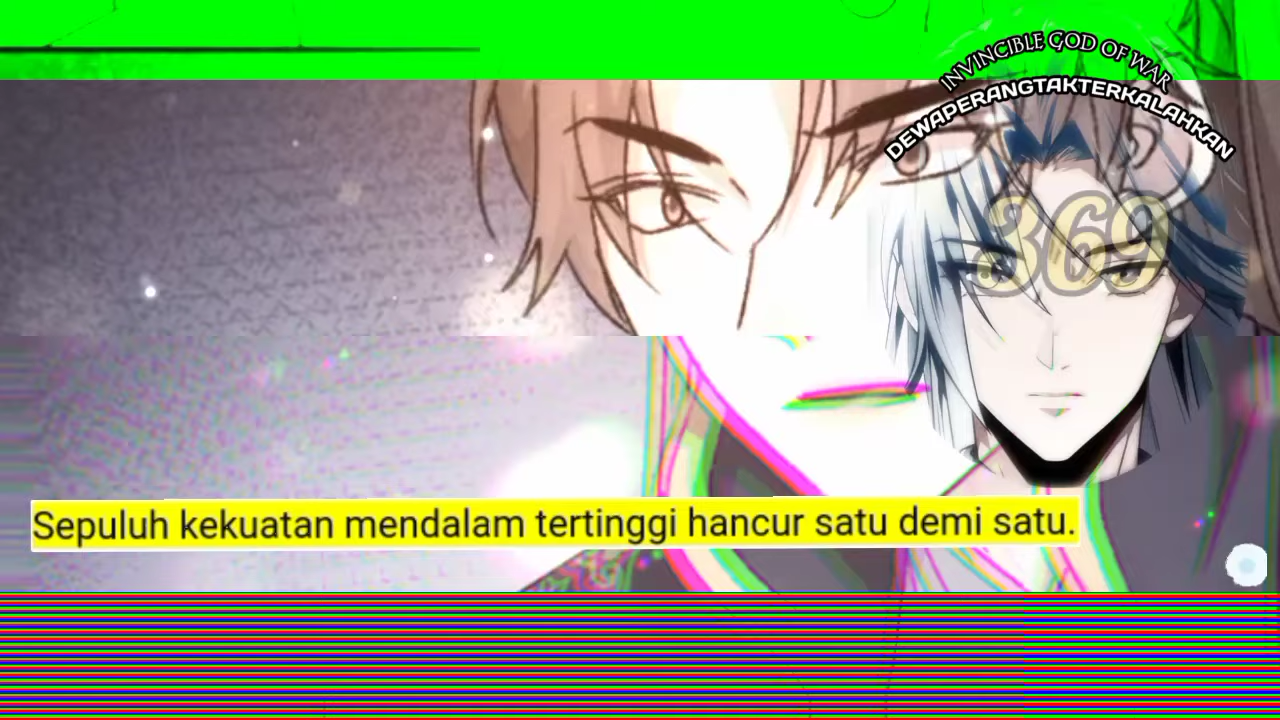 INVINCIBLE GOD OF WAR
DEWAPERANGTAKTERKALAHKAN
369
Sepuluh kekuatan mendalam tertinggi hancur satu demi satu.